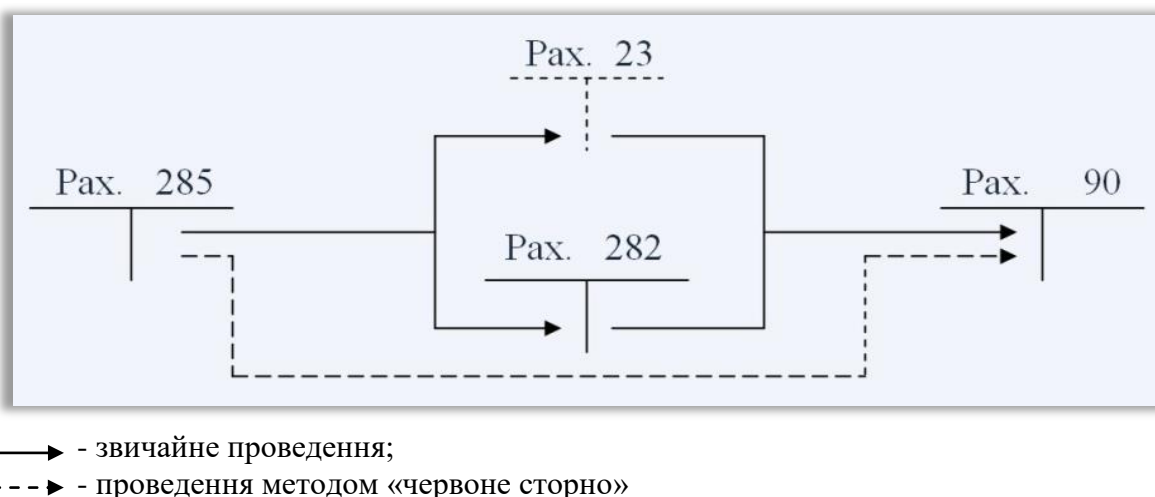 Рах. 23
Рах. 285
Рах. 90
Рах. 282
- звичайне проведення;
- проведення методом «червоне сторно»